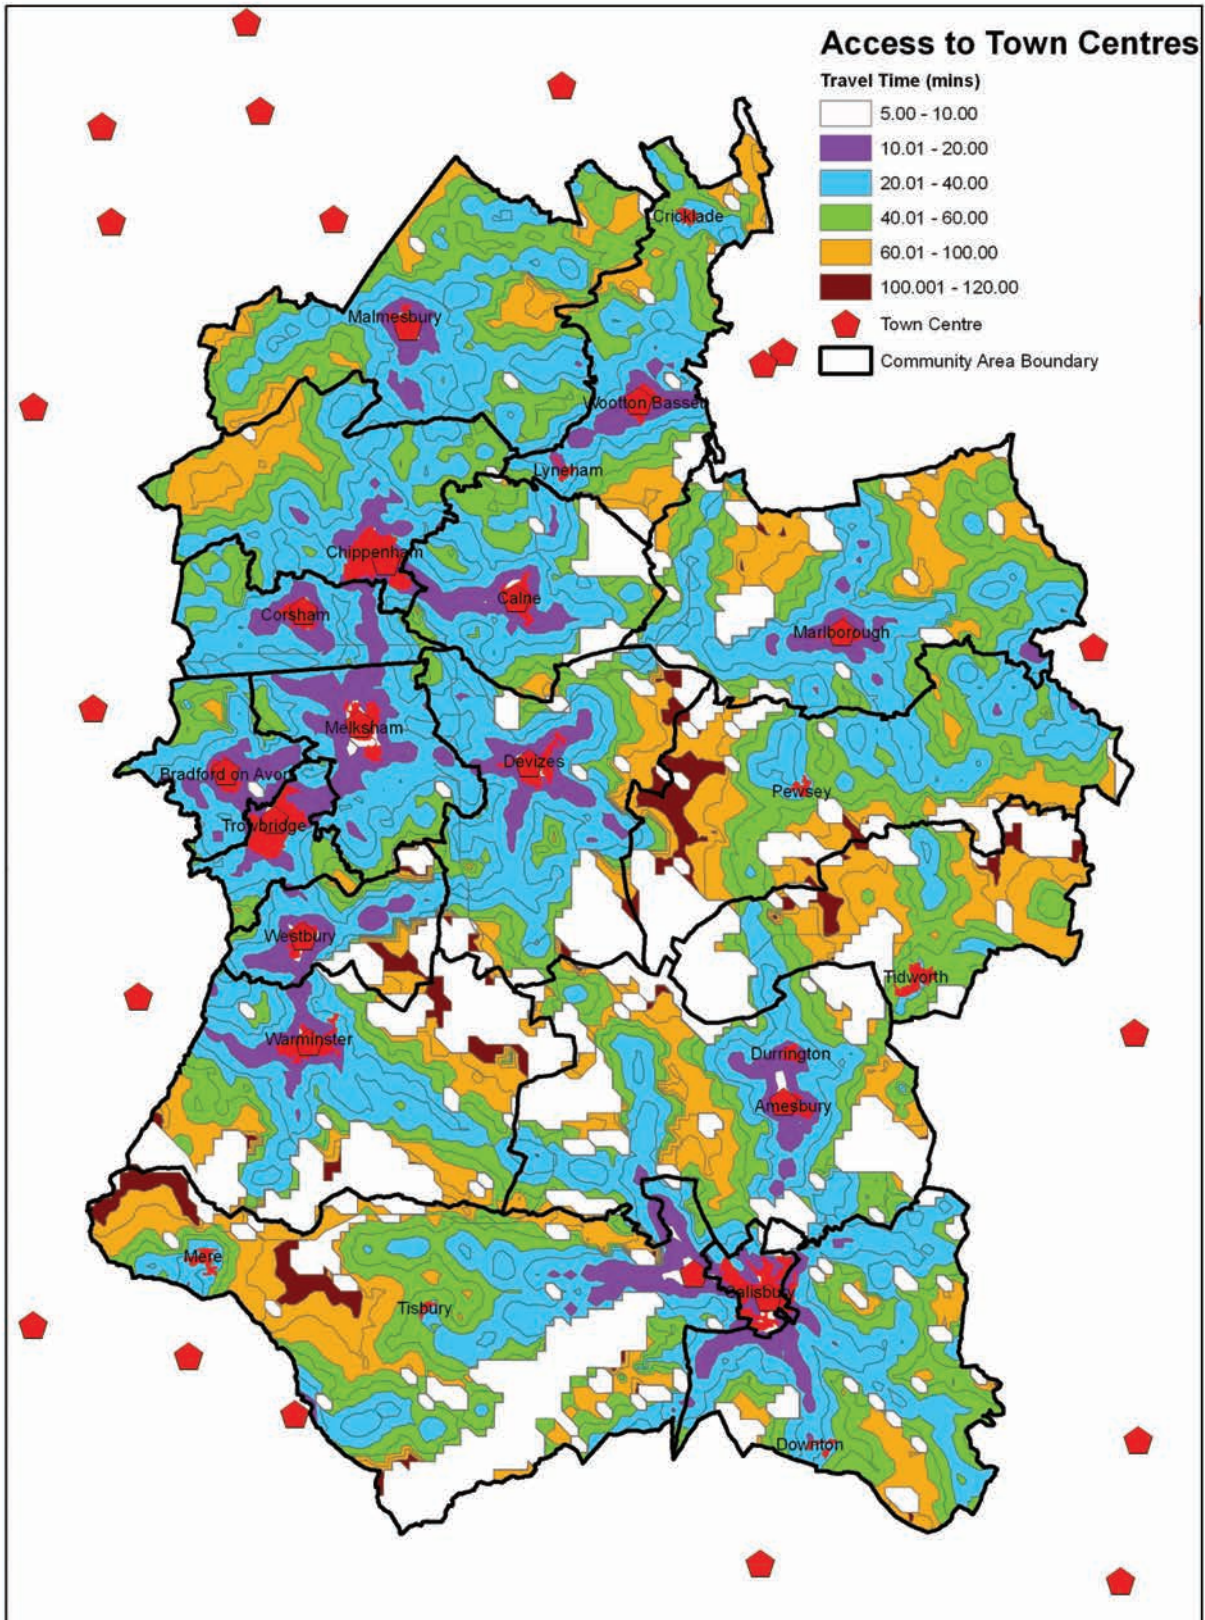 Access to Town Centres
Travel Time (mins)
5.00 - 10.00
10.01 - 20.00
20.01 - 40.00
40.01 - 60.00
60.01 - 100.00
100.001 - 120.00
Town Centre
Community Area Boundary
Cricklade
Malmesbury
Wootton Basset
Lyneham
Chippenham
Calne
Corsham
Marlborough
Melksham
Devizes
Bradford on Avon
Pewsey
Trowbridge
Westbury
Tidworth
Warminster
Durrington
Amesbury
Mere
Salisbury
Tisbury
Downton